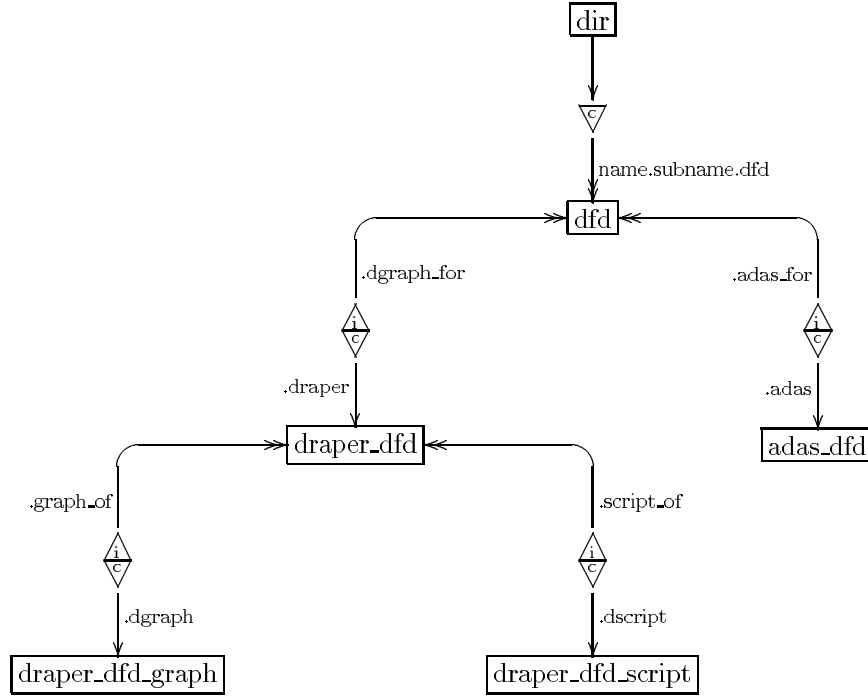 dir
c
name.subname.dfd
dfd
.dgraph_for
.adas_for
i
c
i
c
.draper
.adas
draper_dfd
adas_dfd
.graph_of
.script_of
i
c
i
c
.dgraph
.dscript
draper_dfd_graph
draper_dfd_script